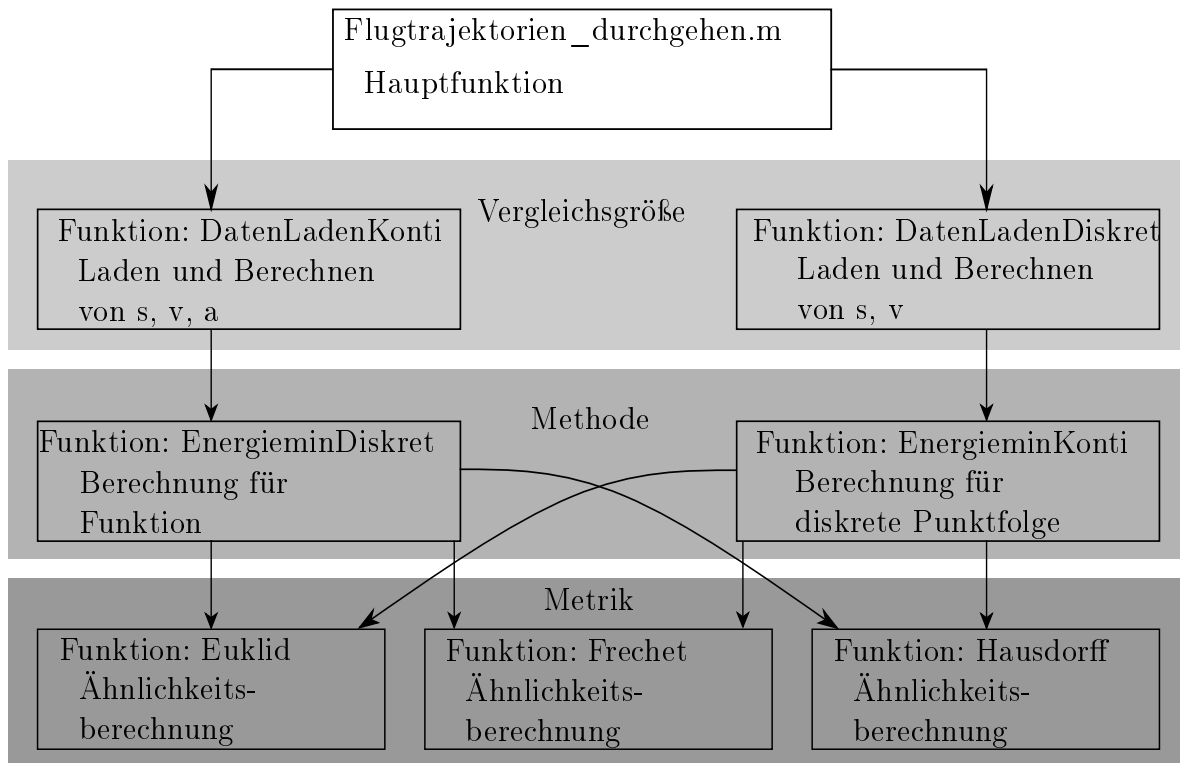 Flugtrajektorien_durchgehen.m
Hauptfunktion
Vergleichsgröße
Funktion: DatenLadenKonti
Laden und Berechnen
von s, v, a
Funktion: DatenLadenDiskret
Laden und Berechnen
von s, v
Methode
Funktion: EnergieminDiskret
Berechnung für
Funktion
Funktion: EnergieminKonti
Berechnung für
diskrete Punktfolge
Metrik
Funktion: Euklid
Ähnlichkeits-
berechnung
Funktion: Frechet
Ähnlichkeits-
berechnung
Funktion: Hausdorff
Ähnlichkeits-
berechnung